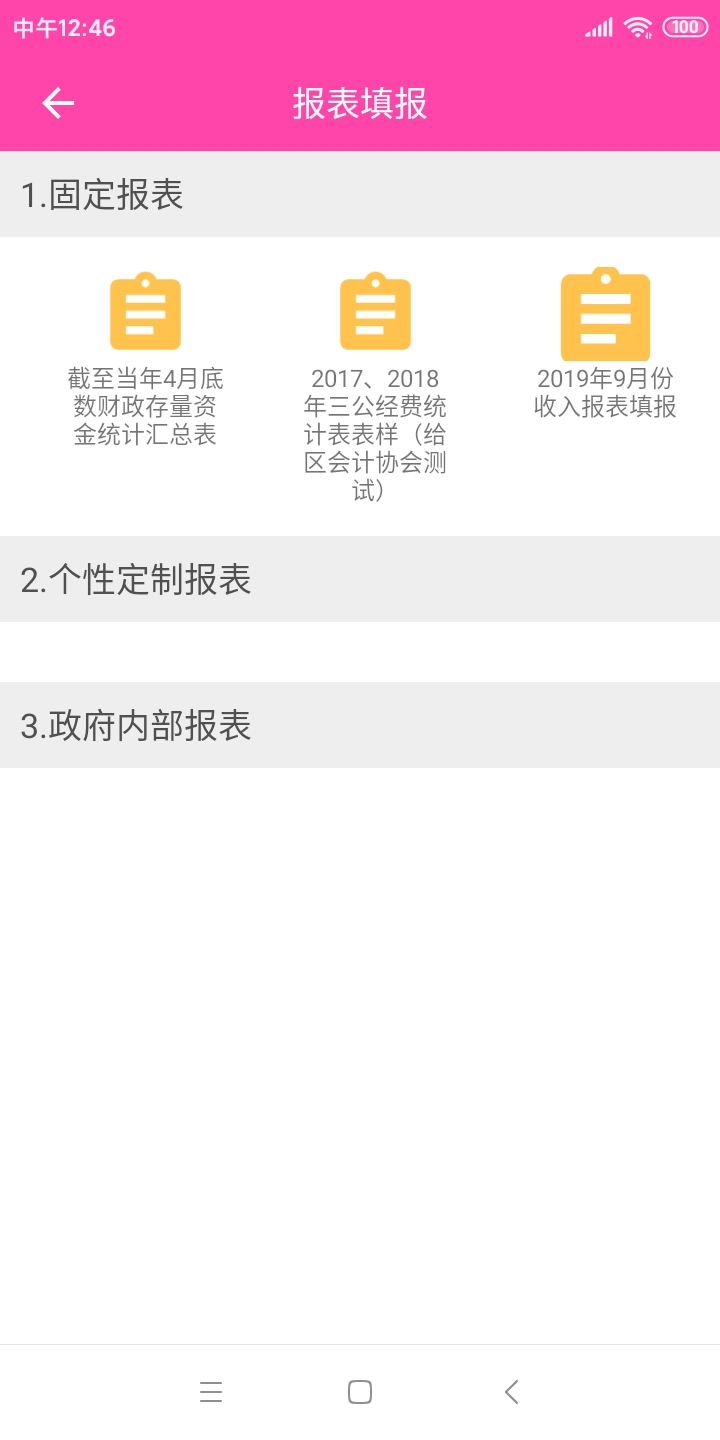 中午12:46
100
报表填报
1.固定报表
截至当年4月底
数财政存量资
金统计汇总表
2017、2018
年三公经费统
计表表样（给
区会计协会测
试）
2019年9月份
收入报表填报
2.个性定制报表
3.政府内部报表